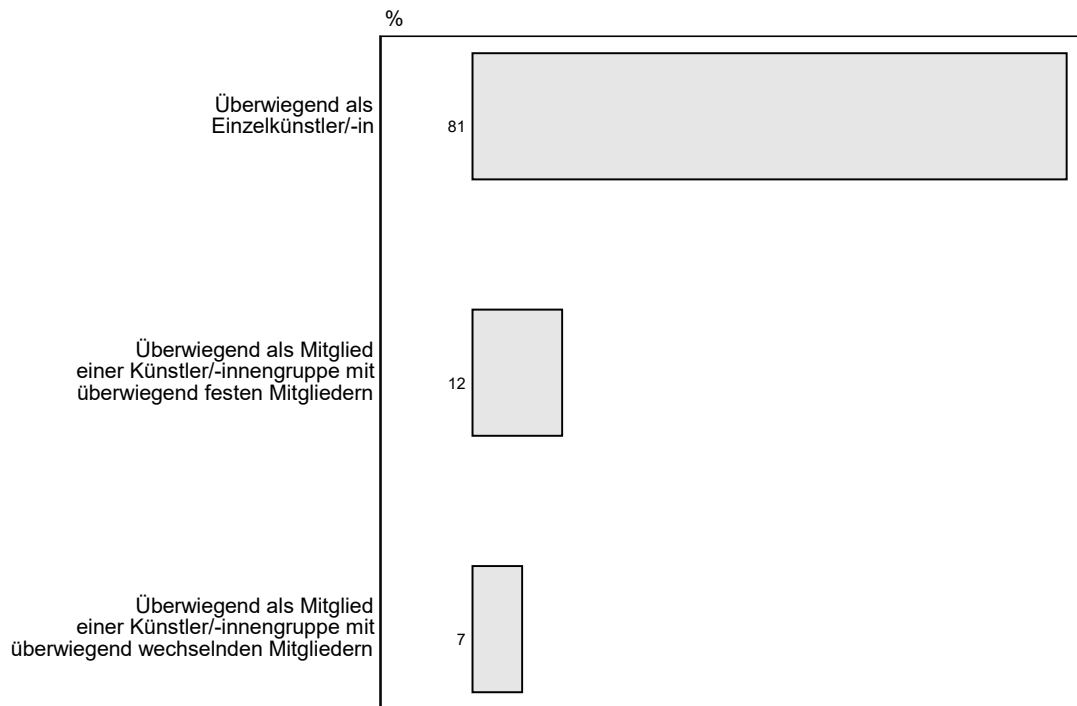 %
Überwiegend als
Einzelkünstler/-in
81
Überwiegend als Mitglied
einer Künstler/-innengruppe mit
überwiegend festen Mitgliedern
12
Überwiegend als Mitglied
einer Künstler/-innengruppe mit
überwiegend wechselnden Mitgliedern
7